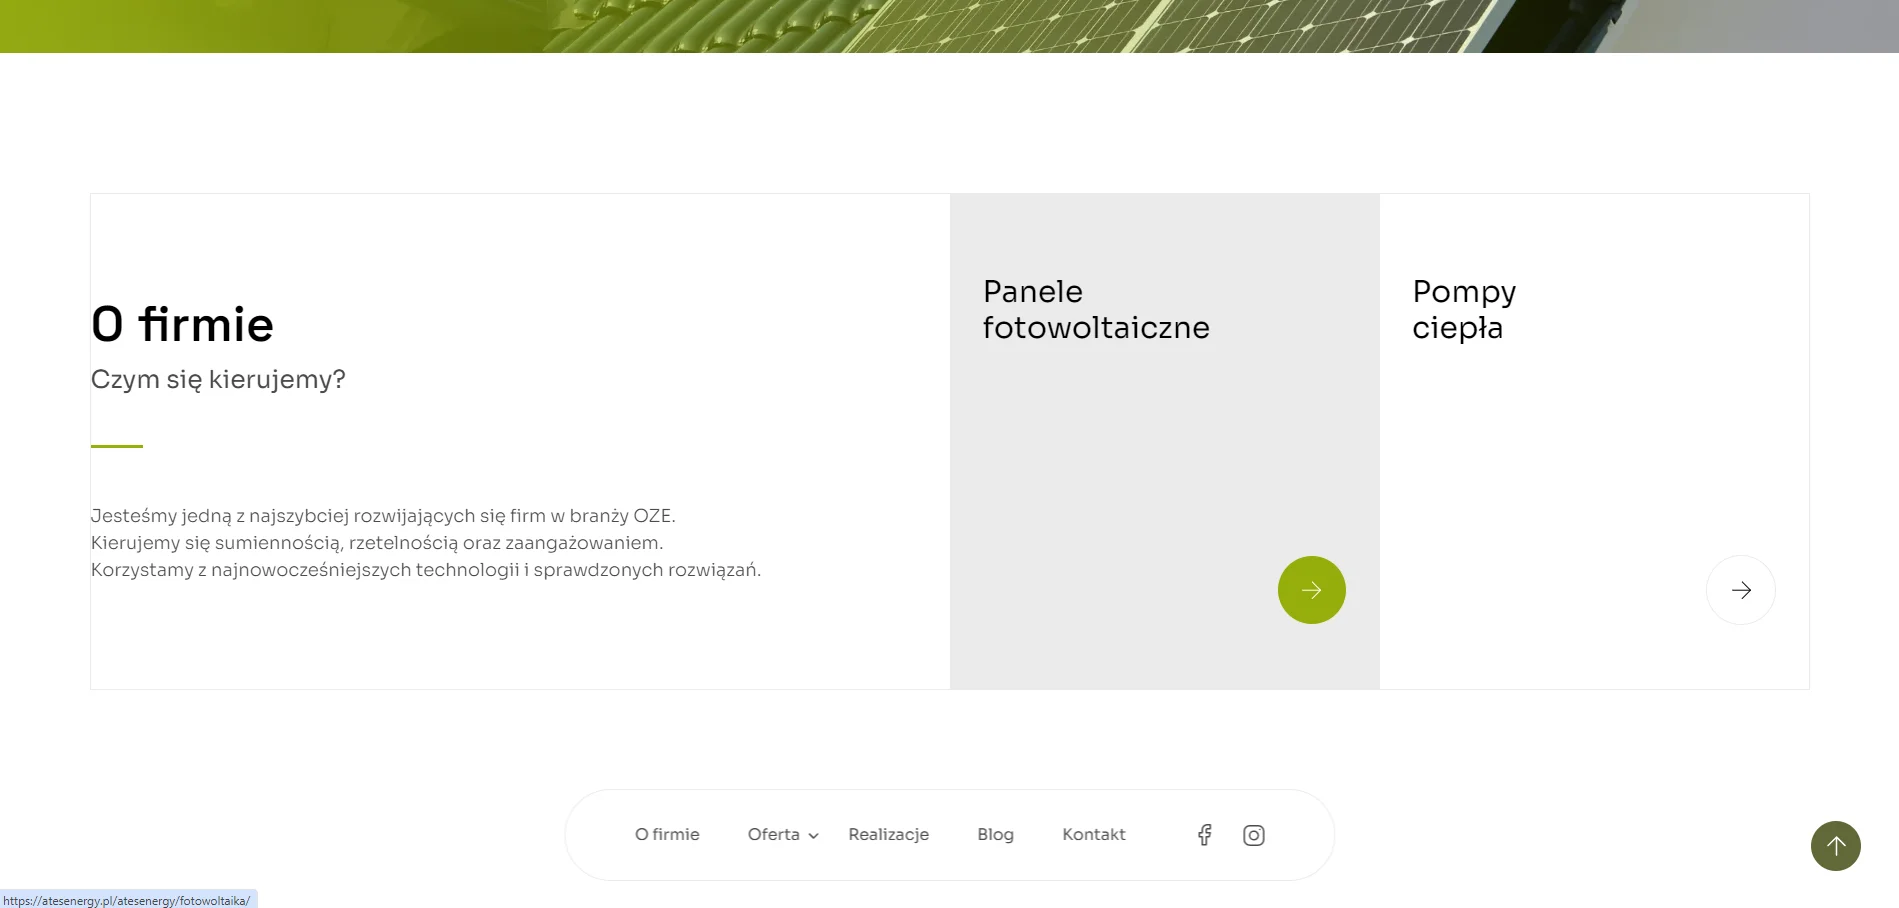 O firmie
Czym się kierujemy?
Jesteśmy jedną z najszybciej rozwijających się firm w branży OZE.
Kierujemy się sumiennością, rzetelnością oraz zaangażowaniem.
Korzystamy z najnowocześniejszych technologii i sprawdzonych rozwiązań.
Panele
fotowoltaiczne
Pompy
ciepła
O firmie Oferta Realizacje Blog Kontakt
https://atesenergy.pl/atesenergy/fotowoltaika/